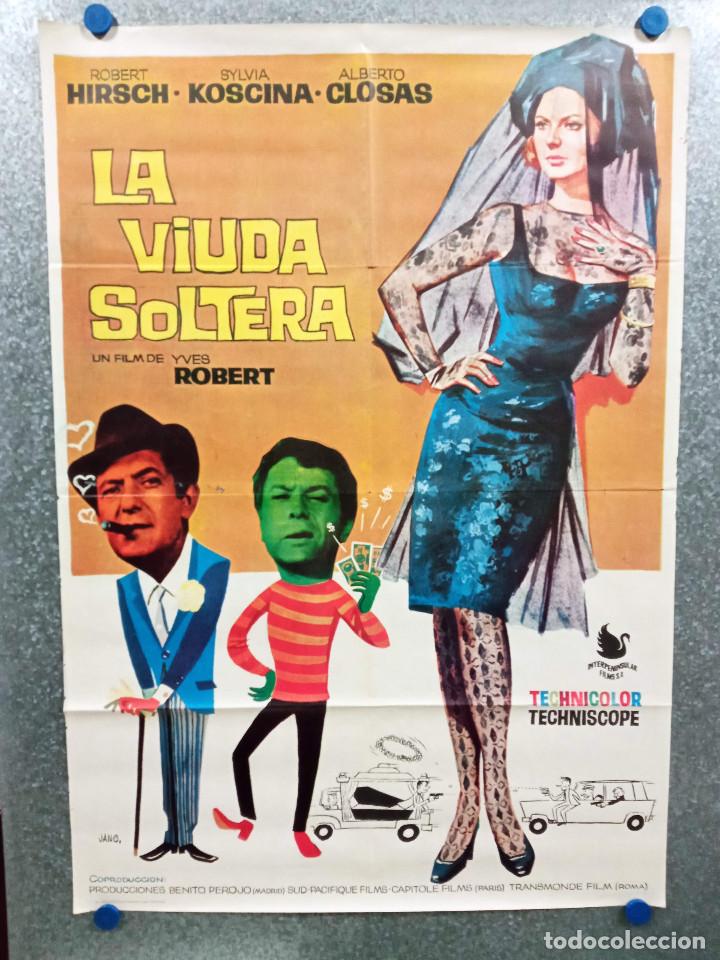 ROBERT SYLVIA ALBERTO
HIRSCH · KOSCINA · CLOSAS
LA
VIUDA
SOLTERA
UN FILM DE YVES
ROBERT
$ $ $ $
INTERPENINSULAR
FILMS S.A.
TECHNICOLOR
TECHNISCOPE
JANO.
COPRODUCCION:
PRODUCCIONES BENITO PEROJO (MADRID) SUD-PACIFIQUE FILMS-CAPITOLE FILMS (PARIS) TRANSMONDE FILM (ROMA)
todocoleccion.net